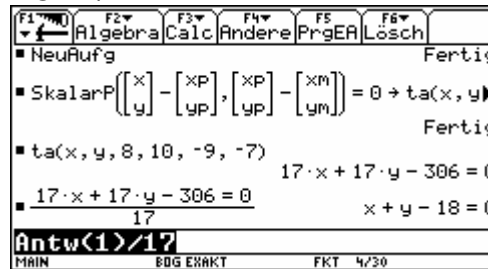 F1 F2 F3 F4 F5 F6
Algebra Calc Andere PrgEA Lösch
▪ NeuAufg Fertig
▪ SkalarP([x y] - [xp yp], [xp yp] - [xm ym]) = 0 → ta(x, y▶
Fertig
▪ ta(x, y, 8, 10, -9, -7)
17·x + 17·y - 306 = 0
▪ (17·x + 17·y - 306 = 0)/17 x + y - 18 = 0
Antw(1)/17
MAIN BOG EXAKT FKT 4/30